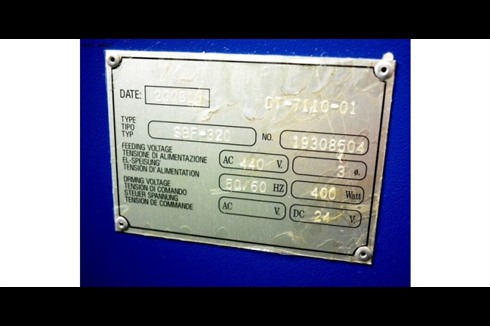 DATE: CT-7110-01
TYPE
TIPO
TYP SBF-320 NO. 19308504
FEEDING VOLTAGE
TENSIONE DI ALIMENTAZIONE
EL-SPEISUNG
TENSION DI ALIMENTATION
AC 440 V. 3 ø.
50/60 HZ 400 Watt
DRIVING VOLTAGE
TENSION DI COMANDO
STEUER SPANNUNG
TENSION DE COMMANDE
AC V. DC 24 V.